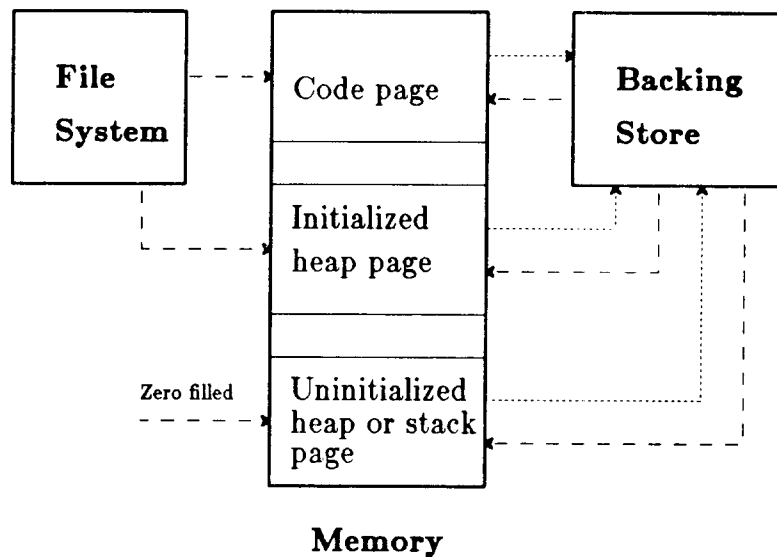 File
System
Code page
Backing
Store
Initialized
heap page
Zero filled
Uninitialized
heap or stack
page
Memory